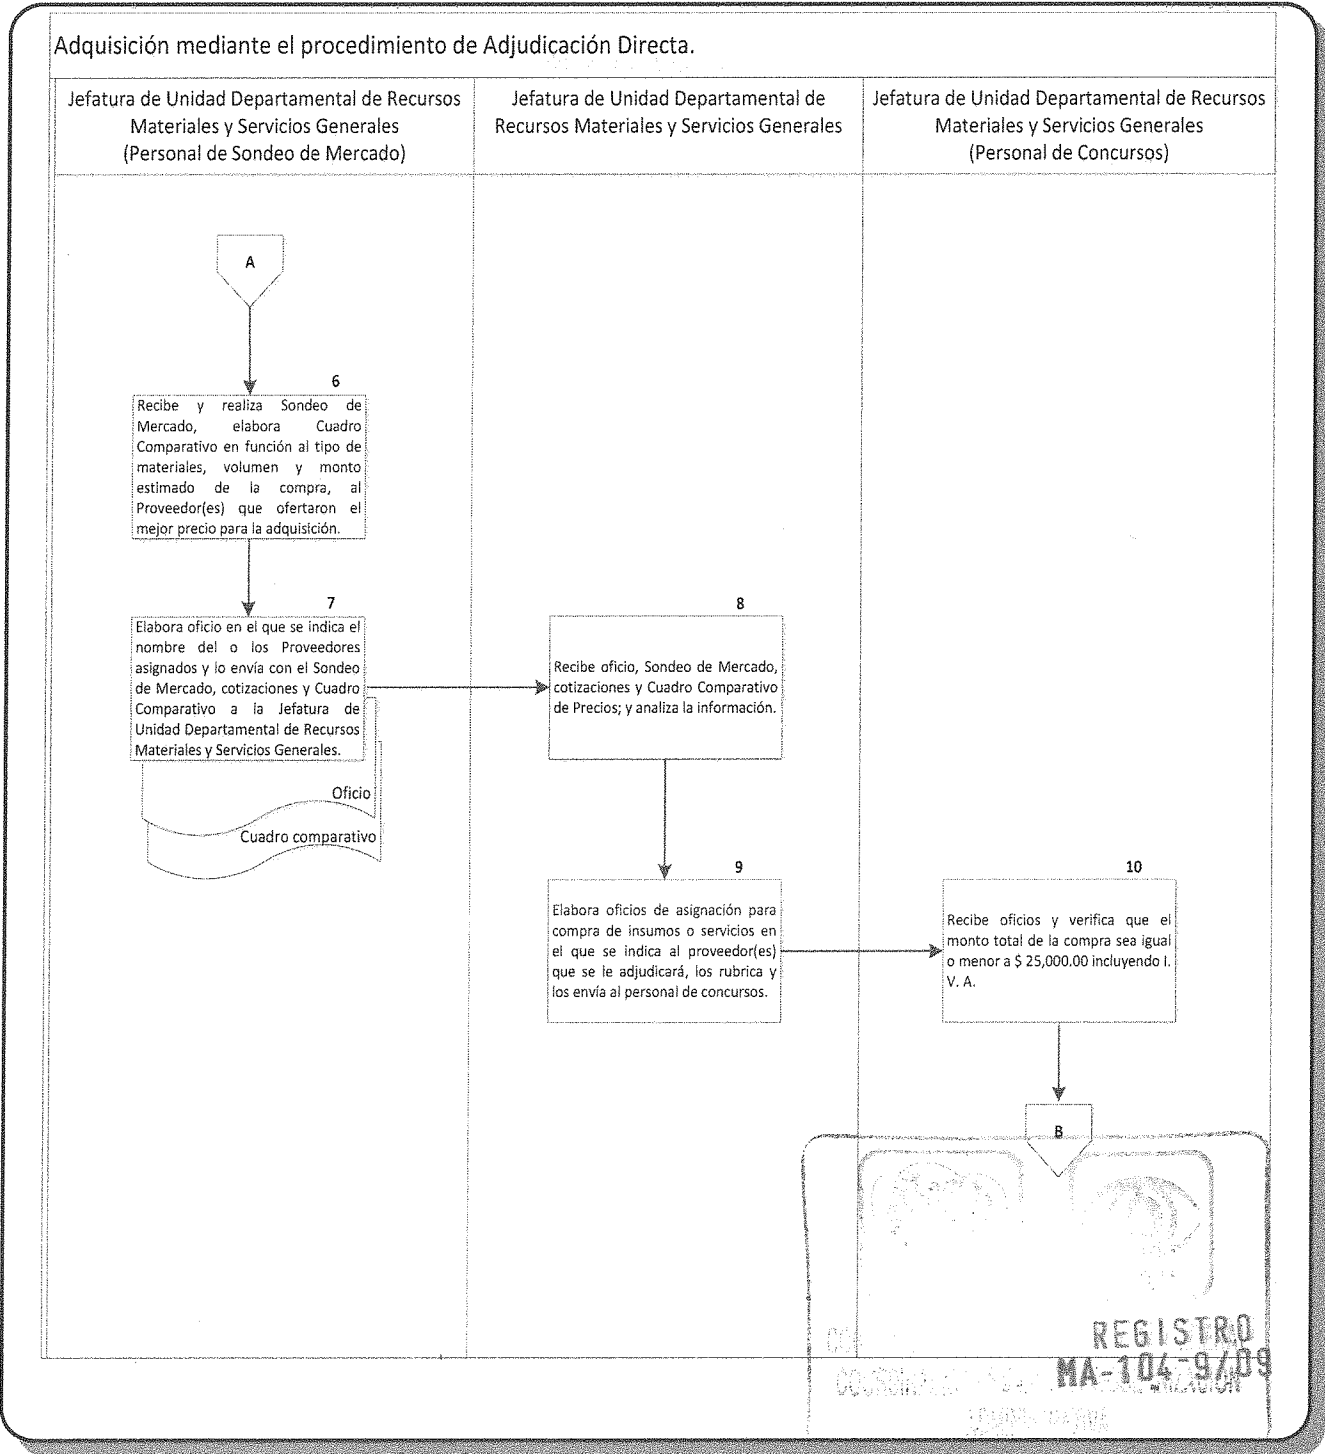 Adquisición mediante el procedimiento de Adjudicación Directa.
Jefatura de Unidad Departamental de Recursos
Materiales y Servicios Generales
(Personal de Sondeo de Mercado)
Jefatura de Unidad Departamental de
Recursos Materiales y Servicios Generales
Jefatura de Unidad Departamental de Recursos
Materiales y Servicios Generales
(Personal de Concursos)
A
6
Recibe y realiza Sondeo de
Mercado, elabora Cuadro
Comparativo en función al tipo de
materiales, volumen y monto
estimado de la compra, al
Proveedor(es) que ofertaron el
mejor precio para la adquisición.
7
Elabora oficio en el que se indica el
nombre del o los Proveedores
asignados y lo envía con el Sondeo
de Mercado, cotizaciones y Cuadro
Comparativo a la Jefatura de
Unidad Departamental de Recursos
Materiales y Servicios Generales.
Oficio
Cuadro comparativo
8
Recibe oficio, Sondeo de Mercado,
cotizaciones y Cuadro Comparativo
de Precios; y analiza la información.
9
Elabora oficios de asignación para
compra de insumos o servicios en
el que se indica al proveedor(es)
que se le adjudicará, los rubrica y
los envía al personal de concursos.
10
Recibe oficios y verifica que el
monto total de la compra sea igual
o menor a $ 25,000.00 incluyendo I.
V. A.
B
REGISTRO
MA-104-9/09